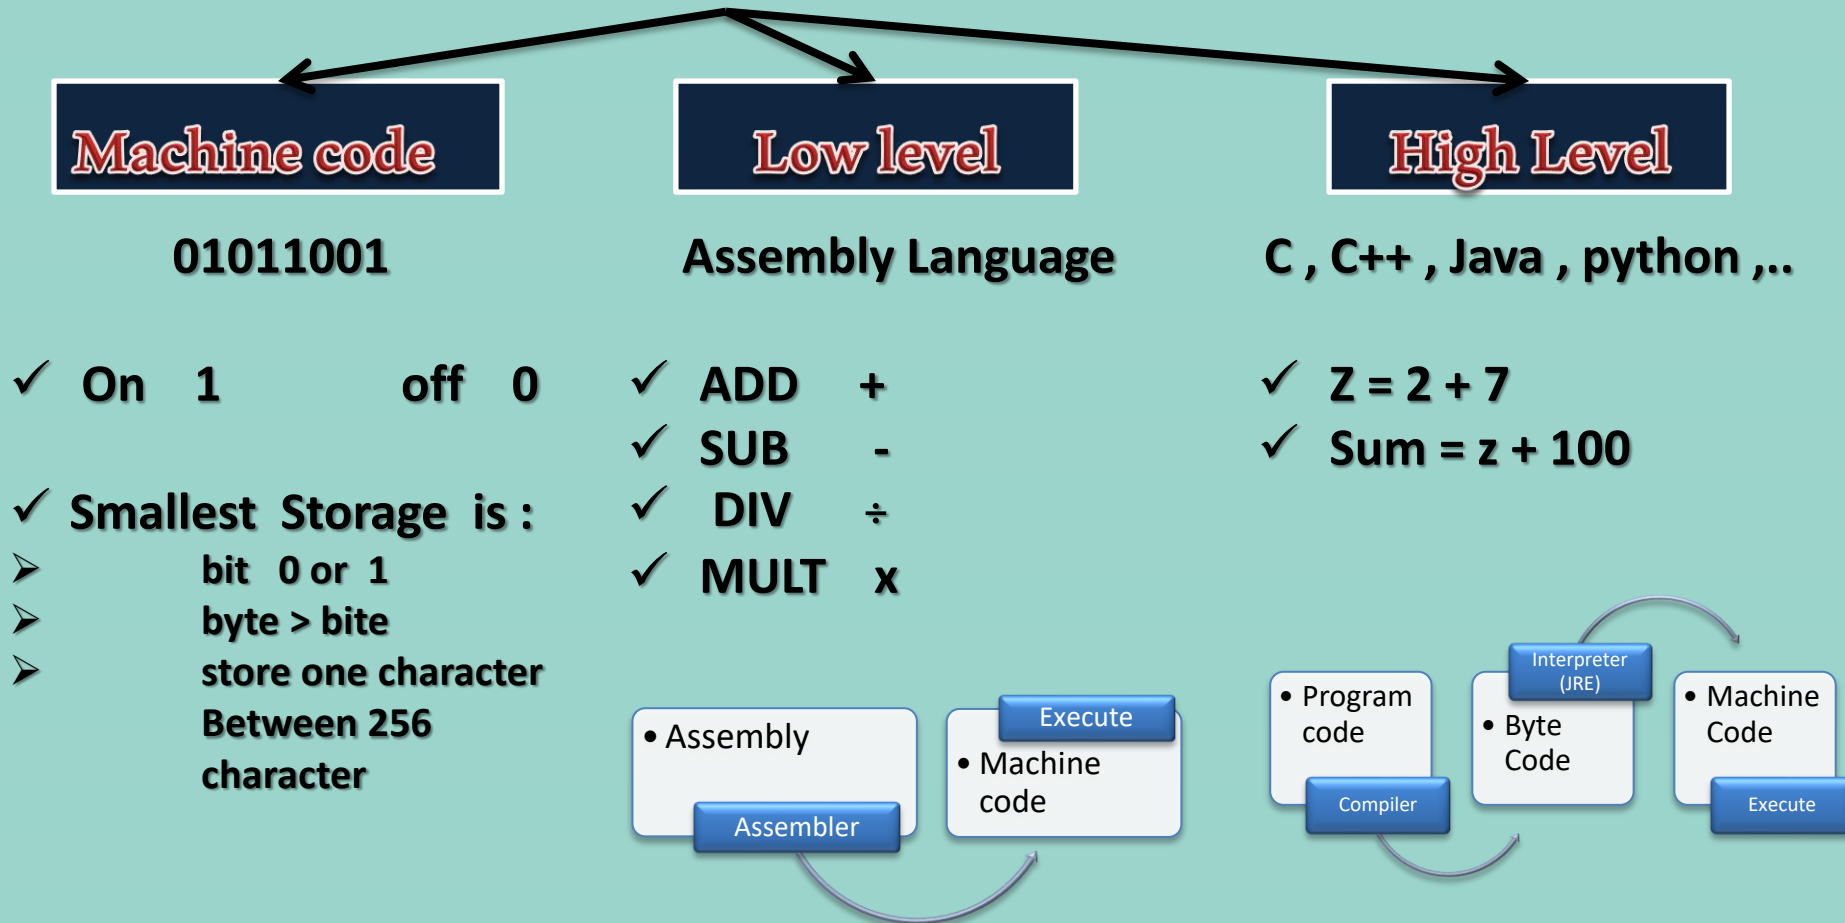 Machine code
01011001
✓ On 1 off 0
✓ Smallest Storage is :
➢ bit 0 or 1
➢ byte > bite
➢ store one character
Between 256
character
Low level
Assembly Language
✓ ADD +
✓ SUB -
✓ DIV ÷
✓ MULT x
• Assembly
Assembler
Execute
• Machine
code
High Level
C , C++ , Java , python ,..
✓ Z = 2 + 7
✓ Sum = z + 100
• Program
code
Compiler
Interpreter
(JRE)
• Byte
Code
• Machine
Code
Execute